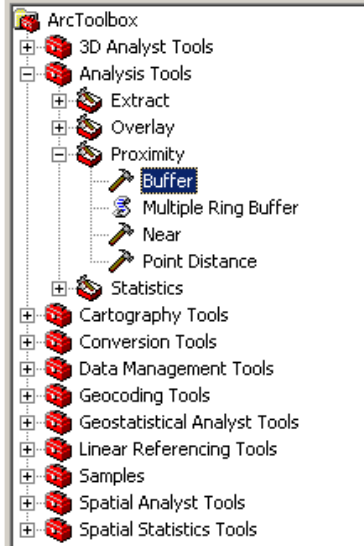 ArcToolbox
3D Analyst Tools
Analysis Tools
Extract
Overlay
Proximity
Buffer
Multiple Ring Buffer
Near
Point Distance
Statistics
Cartography Tools
Conversion Tools
Data Management Tools
Geocoding Tools
Geostatistical Analyst Tools
Linear Referencing Tools
Samples
Spatial Analyst Tools
Spatial Statistics Tools